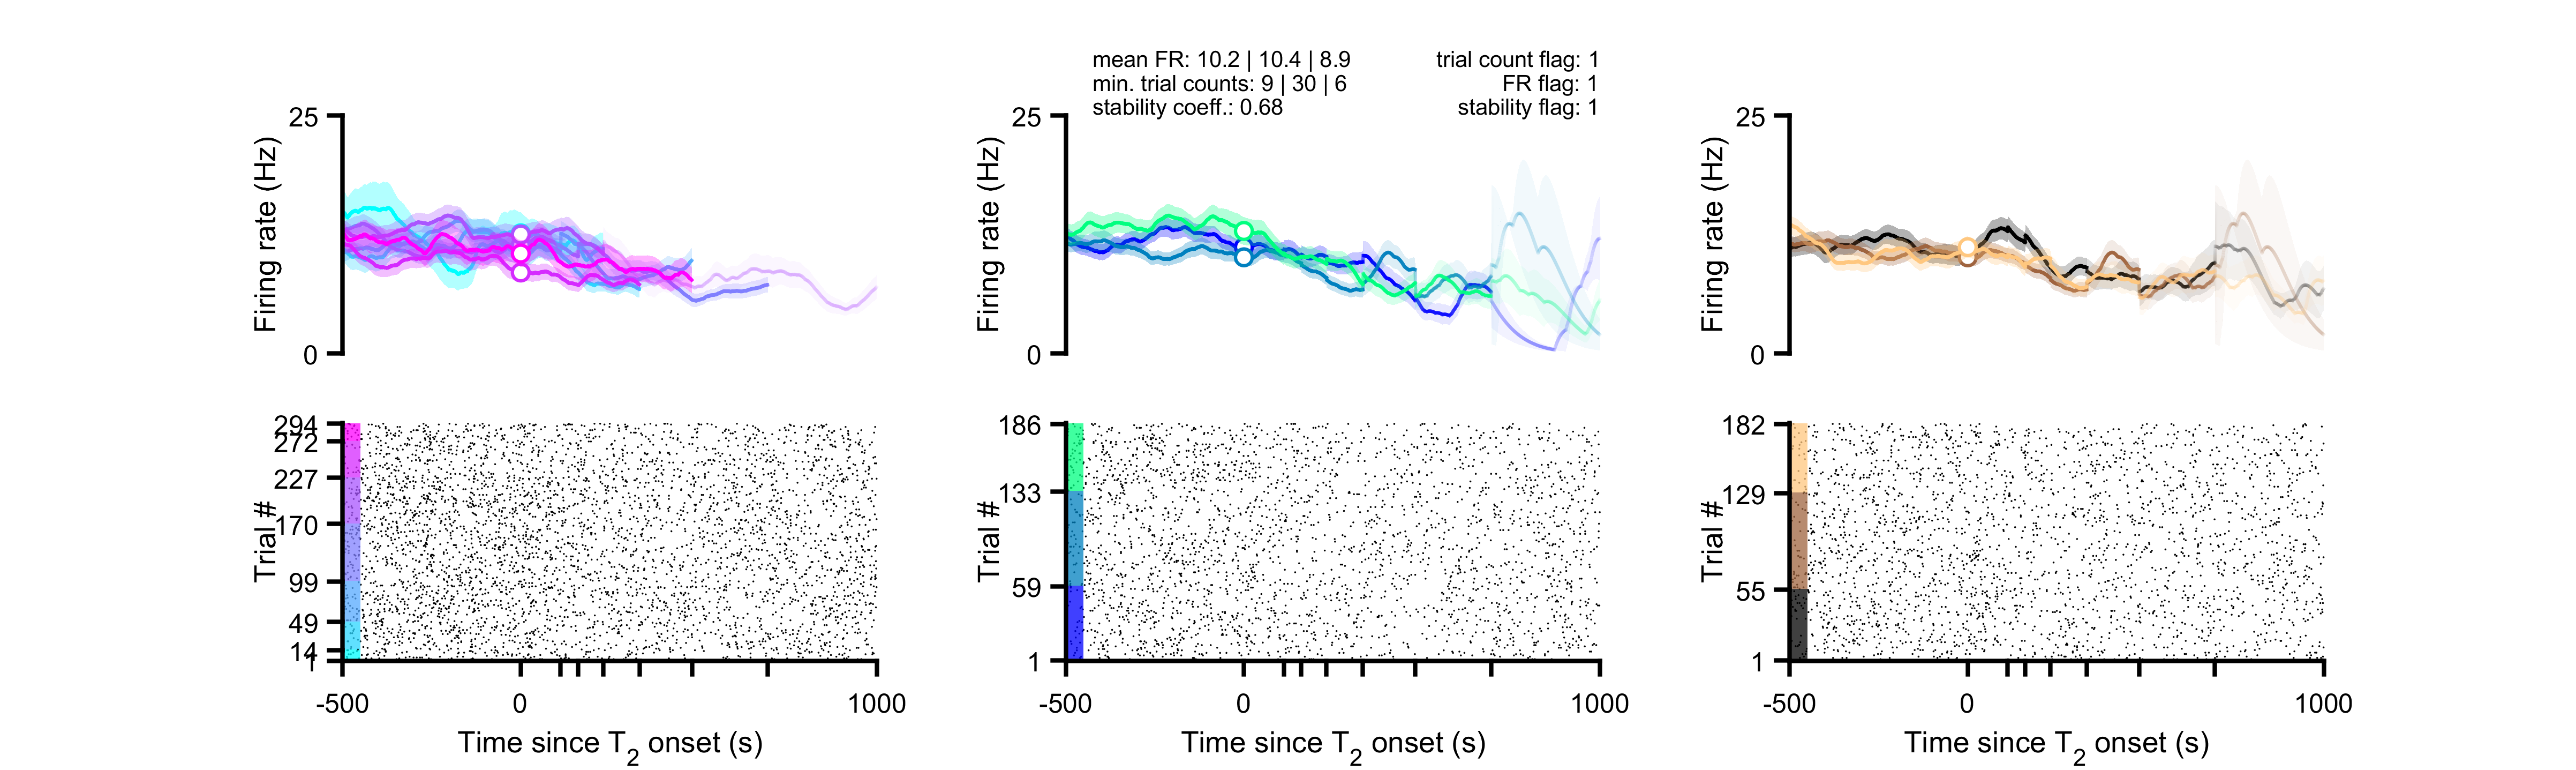 mean FR: 10.2 | 10.4 | 8.9
trial count flag: 1
min. trial counts: 9 | 30 | 6
FR flag: 1
stability coeff.: 0.68
stability flag: 1
25
Firing rate (Hz)
0
25
Firing rate (Hz)
0
25
Firing rate (Hz)
0
294
272
227
170
99
49
14
1
Trial #
-500
0
1000
Time since T2 onset (s)
186
133
59
1
Trial #
-500
0
1000
Time since T2 onset (s)
182
129
55
1
Trial #
-500
0
1000
Time since T2 onset (s)